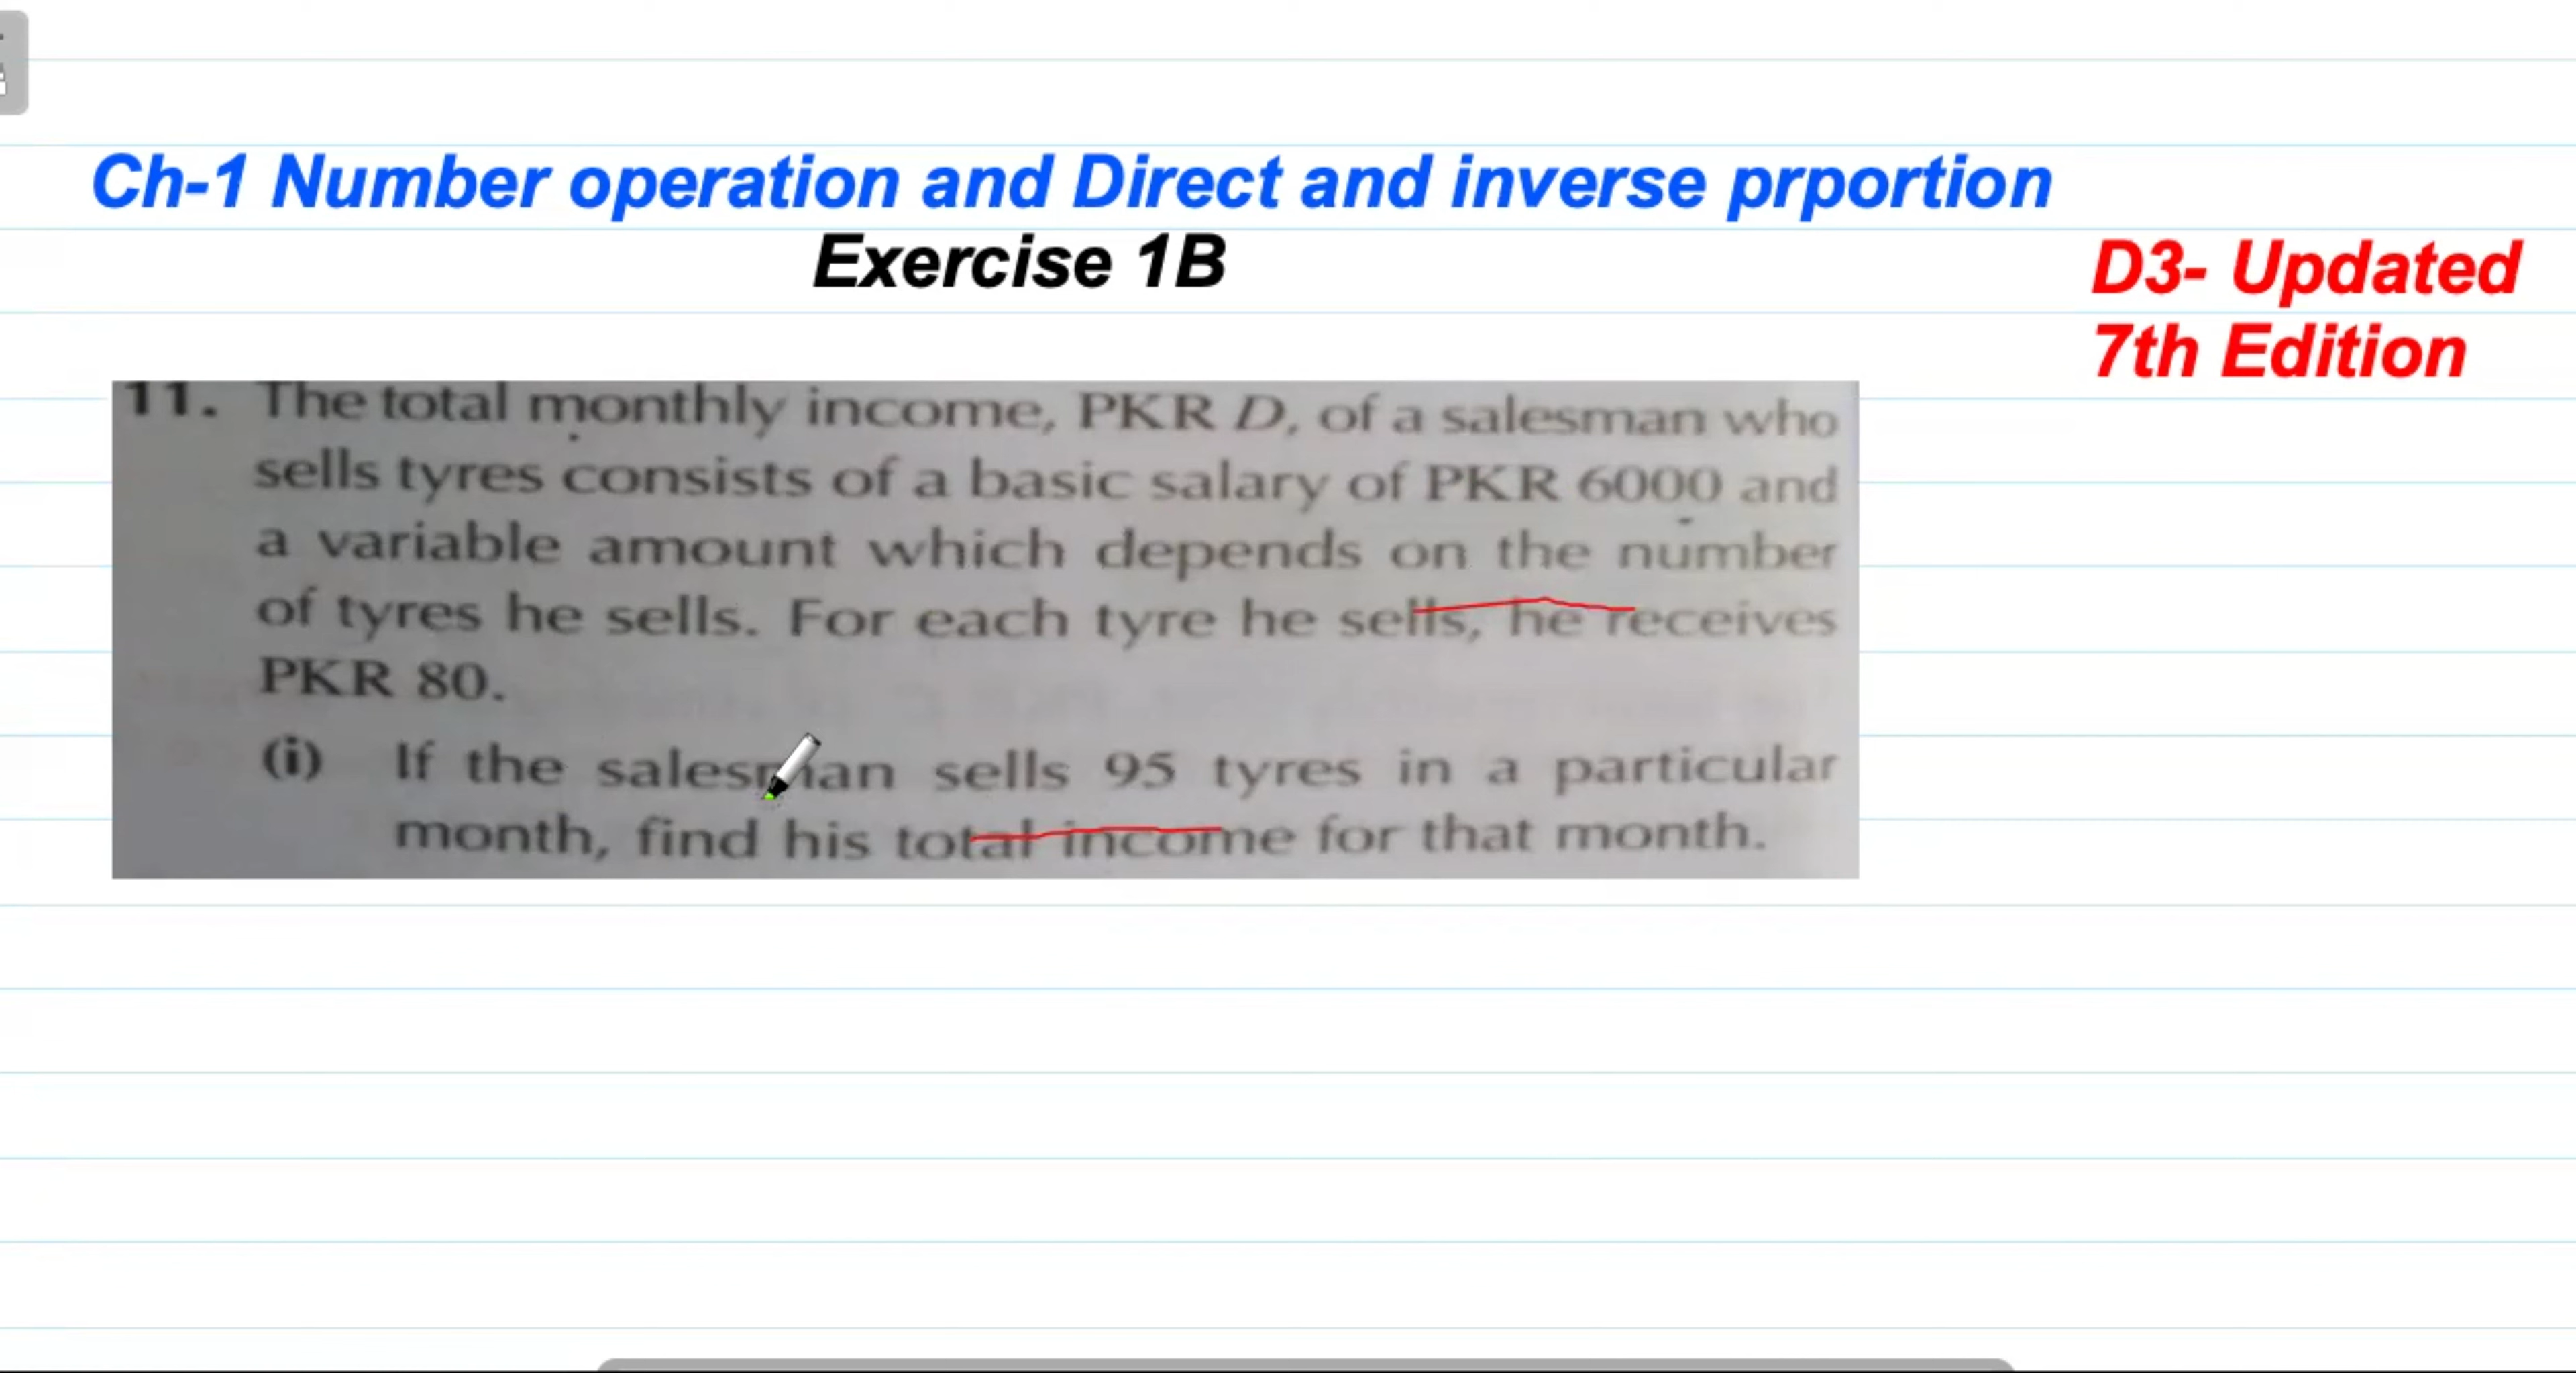 Ch-1 Number operation and Direct and inverse prportion
Exercise 1B
D3- Updated
7th Edition
11. The total monthly income, PKR D, of a salesman who
sells tyres consists of a basic salary of PKR 6000 and
a variable amount which depends on the number
of tyres he sells. For each tyre he sells, he receives
PKR 80.
(i) If the salesman sells 95 tyres in a particular
month, find his total income for that month.